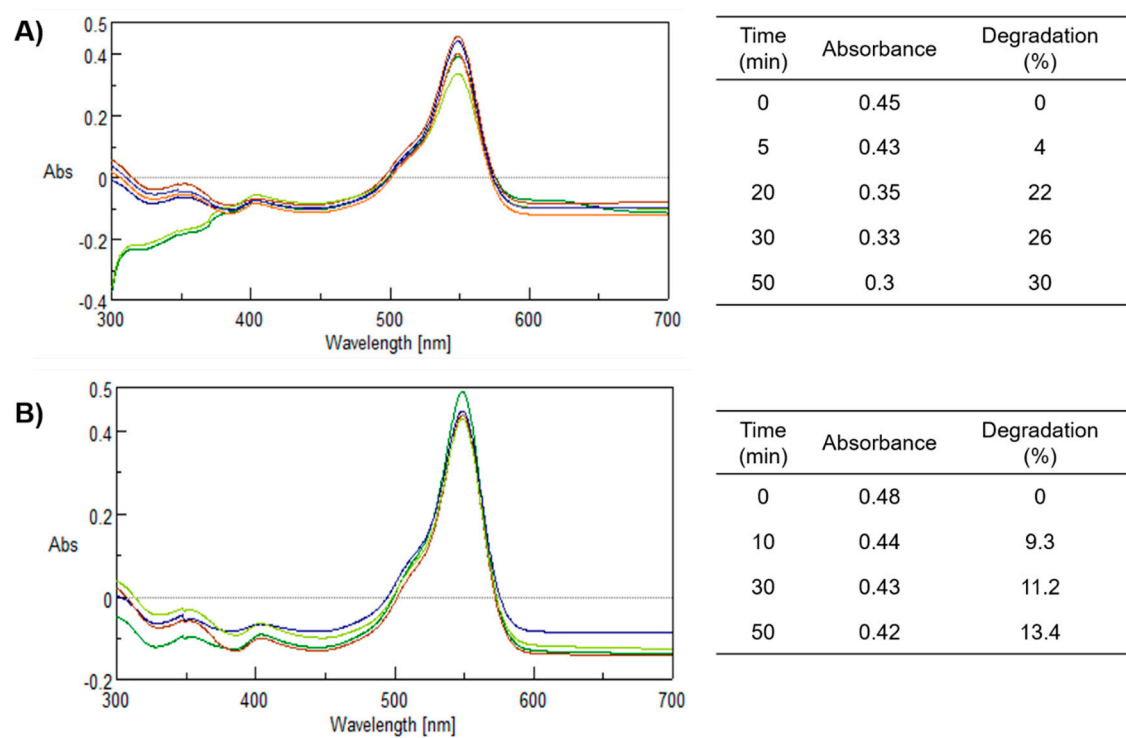 A)
0.5
0.4
0.2
Abs
0
-0.2
-0.4
300 400 500 600 700
Wavelength [nm]
Time (min) Absorbance Degradation (%)
0 0.45 0
5 0.43 4
20 0.35 22
30 0.33 26
50 0.3 30
B)
0.5
0.4
0.2
Abs
0
-0.2
300 400 500 600 700
Wavelength [nm]
Time (min) Absorbance Degradation (%)
0 0.48 0
10 0.44 9.3
30 0.43 11.2
50 0.42 13.4